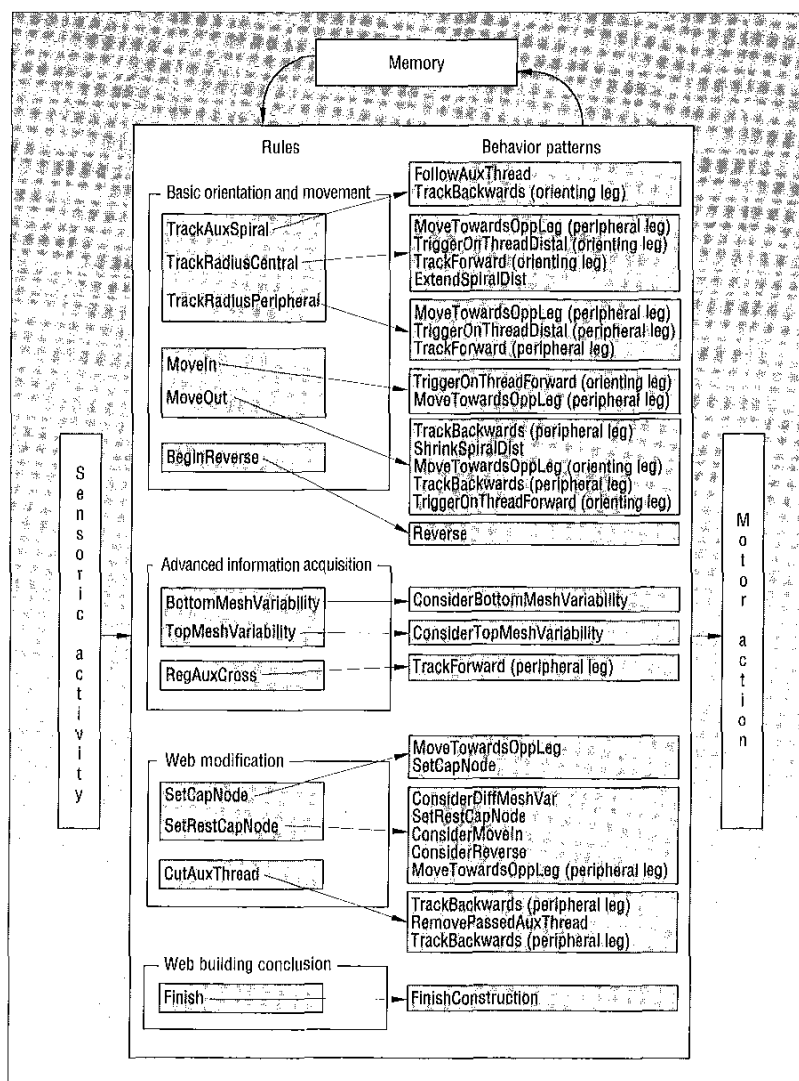 Memory
Rules
Behavior patterns
Basic orientation and movement
TrackAuxSpiral
TrackRadiusCentral
TrackRadiusPeripheral
MoveIn
MoveOut
BeginReverse
FollowAuxThread
TrackBackwards (orienting leg)
MoveTowardsOppLeg (peripheral leg)
TriggerOnThreadDistal (orienting leg)
TrackForward (orienting leg)
ExtendSpiralDist
MoveTowardsOppLeg (peripheral leg)
TriggerOnThreadDistal (peripheral leg)
TrackForward (peripheral leg)
TriggerOnThreadForward (orienting leg)
MoveTowardsOppLeg (peripheral leg)
TrackBackwards (peripheral leg)
ShrinkSpiralDist
MoveTowardsOppLeg (orienting leg)
TrackBackwards (peripheral leg)
TriggerOnThreadForward (orienting leg)
Reverse
Sensoric activity
Motor action
Advanced information acquisition
BottomMeshVariability
TopMeshVariability
RegAuxCross
ConsiderBottomMeshVariability
ConsiderTopMeshVariability
TrackForward (peripheral leg)
Web modification
SetCapNode
SetRestCapNode
CutAuxThread
MoveTowardsOppLeg
SetCapNode
ConsiderDiffMeshVar
SetRestCapNode
ConsiderMoveIn
ConsiderReverse
MoveTowardsOppLeg (peripheral leg)
TrackBackwards (peripheral leg)
RemovePassedAuxThread
TrackBackwards (peripheral leg)
Web building conclusion
Finish
FinishConstruction